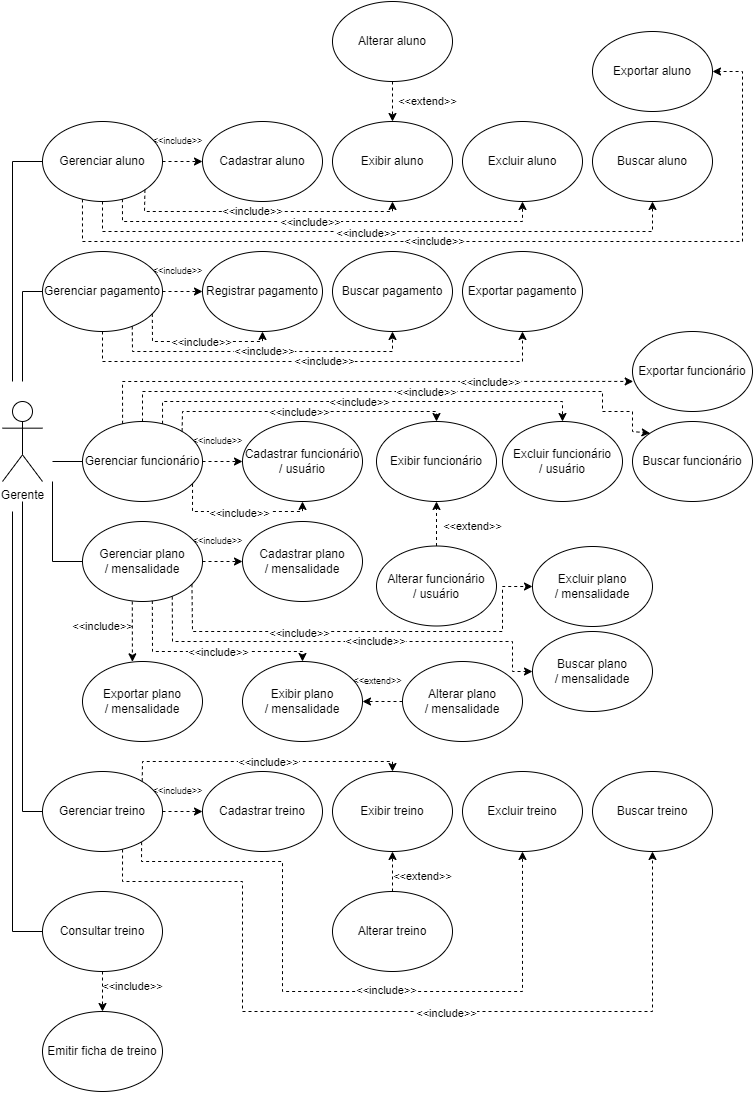 Alterar aluno
Exportar aluno
<<extend>>
Gerenciar aluno
<<include>>
Cadastrar aluno
Exibir aluno
Excluir aluno
Buscar aluno
<<include>>
<<include>>
<<include>>
<<include>>
Gerenciar pagamento
<<include>>
Registrar pagamento
Buscar pagamento
Exportar pagamento
<<include>>
<<include>>
<<include>>
Exportar funcionário
<<include>>
<<include>>
<<include>>
<<include>>
Gerente
Gerenciar funcionário
<<include>>
Cadastrar funcionário
/ usuário
Exibir funcionário
Excluir funcionário
/ usuário
Buscar funcionário
<<include>>
<<extend>>
Gerenciar plano
/ mensalidade
<<include>>
Cadastrar plano
/ mensalidade
Alterar funcionário
/ usuário
Excluir plano
/ mensalidade
<<include>>
<<include>>
<<include>>
<<include>>
Buscar plano
/ mensalidade
Exportar plano
/ mensalidade
Exibir plano
/ mensalidade
<<extend>>
Alterar plano
/ mensalidade
<<include>>
Gerenciar treino
<<include>>
Cadastrar treino
Exibir treino
Excluir treino
Buscar treino
<<extend>>
Consultar treino
Alterar treino
<<include>>
<<include>>
<<include>>
Emitir ficha de treino